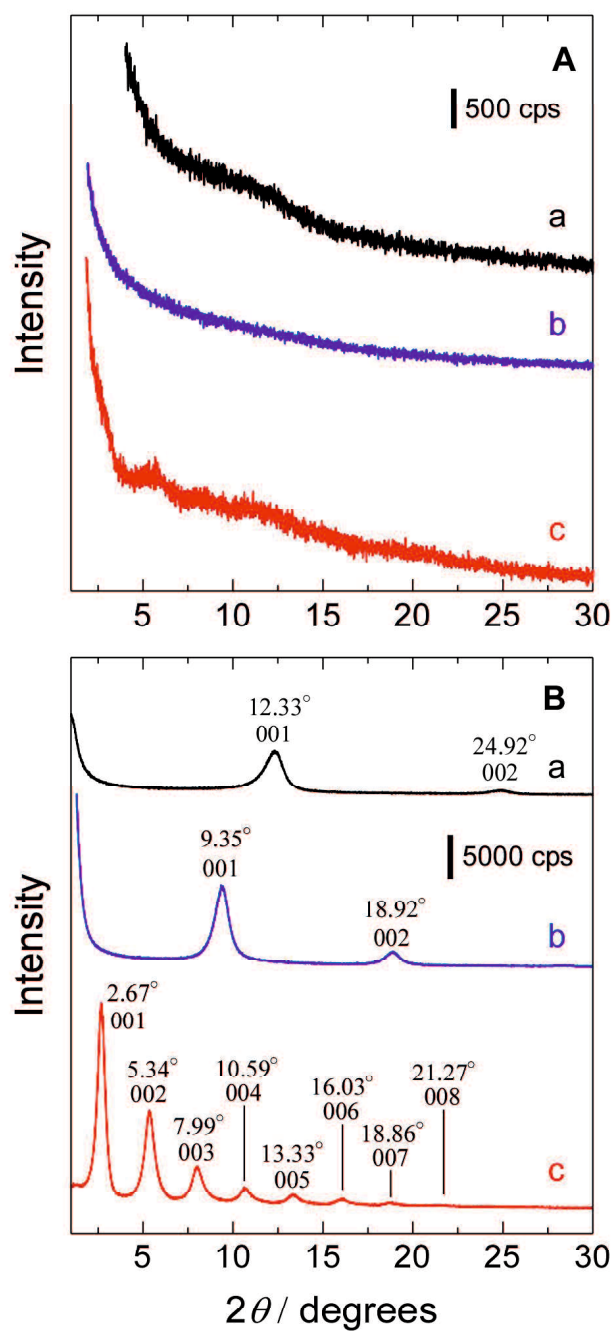 A
500 cps
a
b
c
Intensity
5 10 15 20 25 30
B
12.33°
001
24.92°
002
a
5000 cps
9.35°
001
18.92°
002
b
Intensity
2.67°
001
5.34°
002
7.99°
003
10.59°
004
13.33°
005
16.03°
006
18.86°
007
21.27°
008
c
5 10 15 20 25 30
2θ / degrees